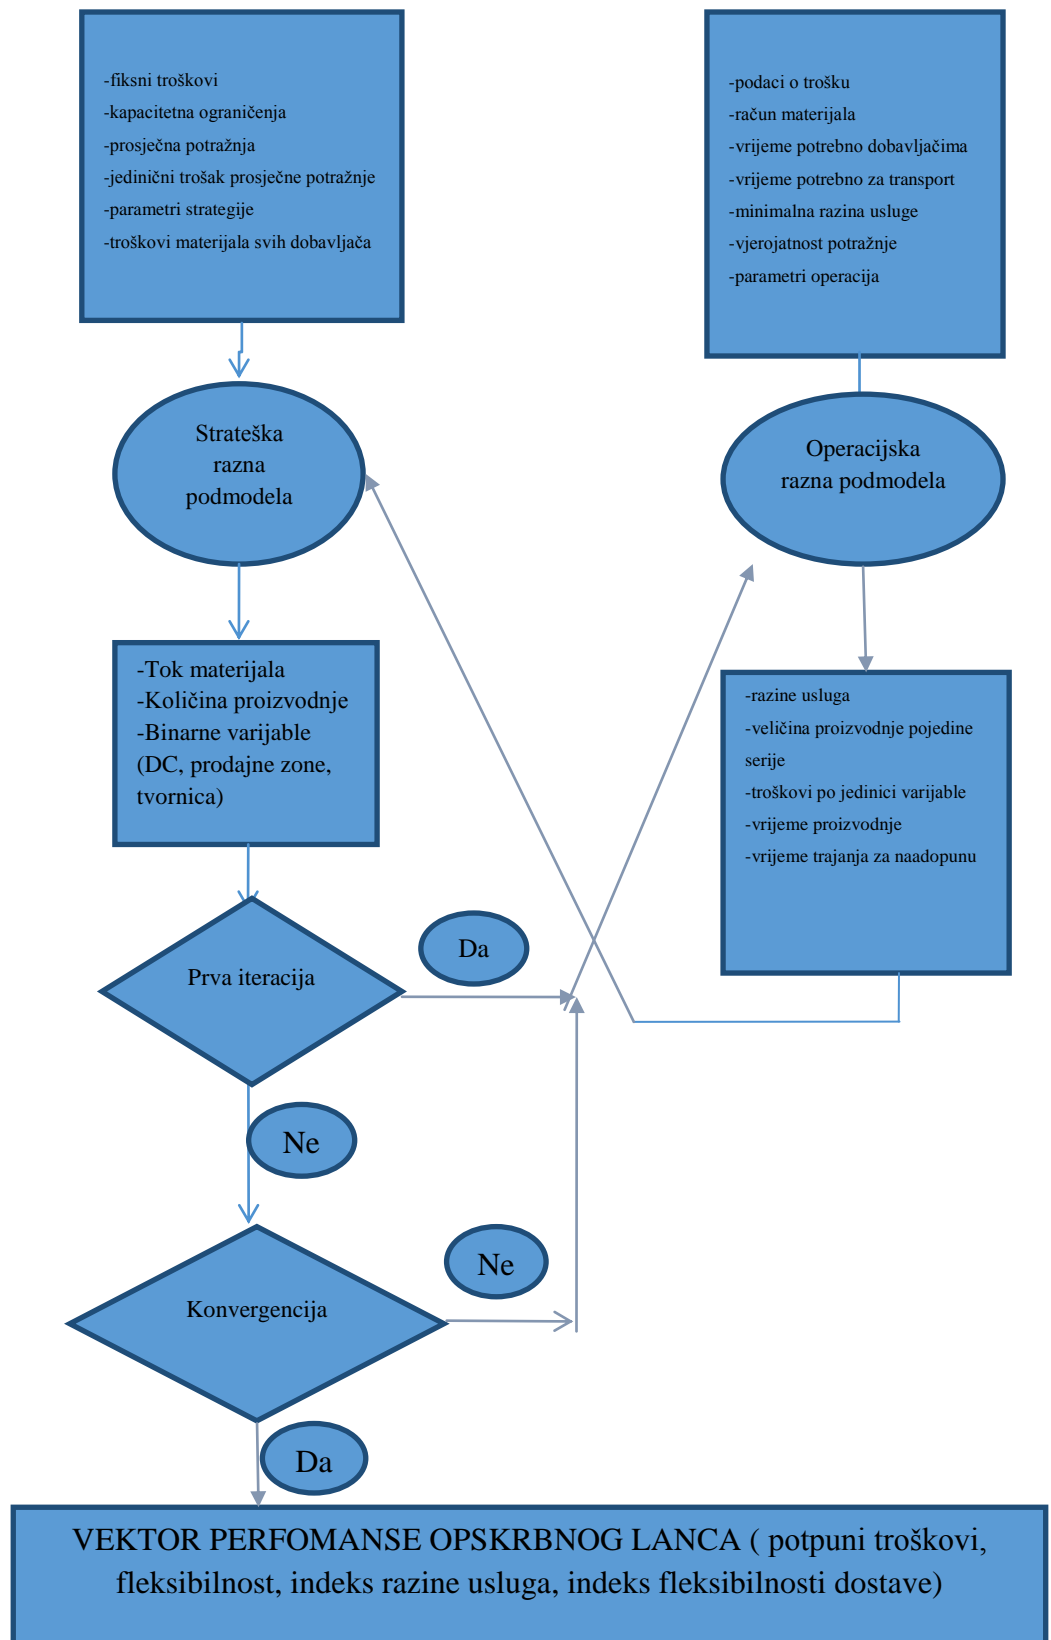 -fiksni troškovi
-kapacitetna ograničenja
-prosječna potražnja
-jedinični trošak prosječne potražnje
-parametri strategije
-troškovi materijala svih dobavljača
-podaci o trošku
-račun materijala
-vrijeme potrebno dobavljačima
-vrijeme potrebno za transport
-minimalna razina usluge
-vjerojatnost potražnje
-parametri operacija
Strateška
razna
podmodela
Operacijska
razna podmodela
-Tok materijala
-Količina proizvodnje
-Binarne varijable
(DC, prodajne zone,
tvornica)
-razine usluga
-veličina proizvodnje pojedine
serije
-troškovi po jedinici varijable
-vrijeme proizvodnje
-vrijeme trajanja za naadopunu
Prva iteracija
Da
Ne
Konvergencija
Ne
Da
VEKTOR PERFOMANSE OPSKRBNOG LANCA ( potpuni troškovi,
fleksibilnost, indeks razine usluga, indeks fleksibilnosti dostave)